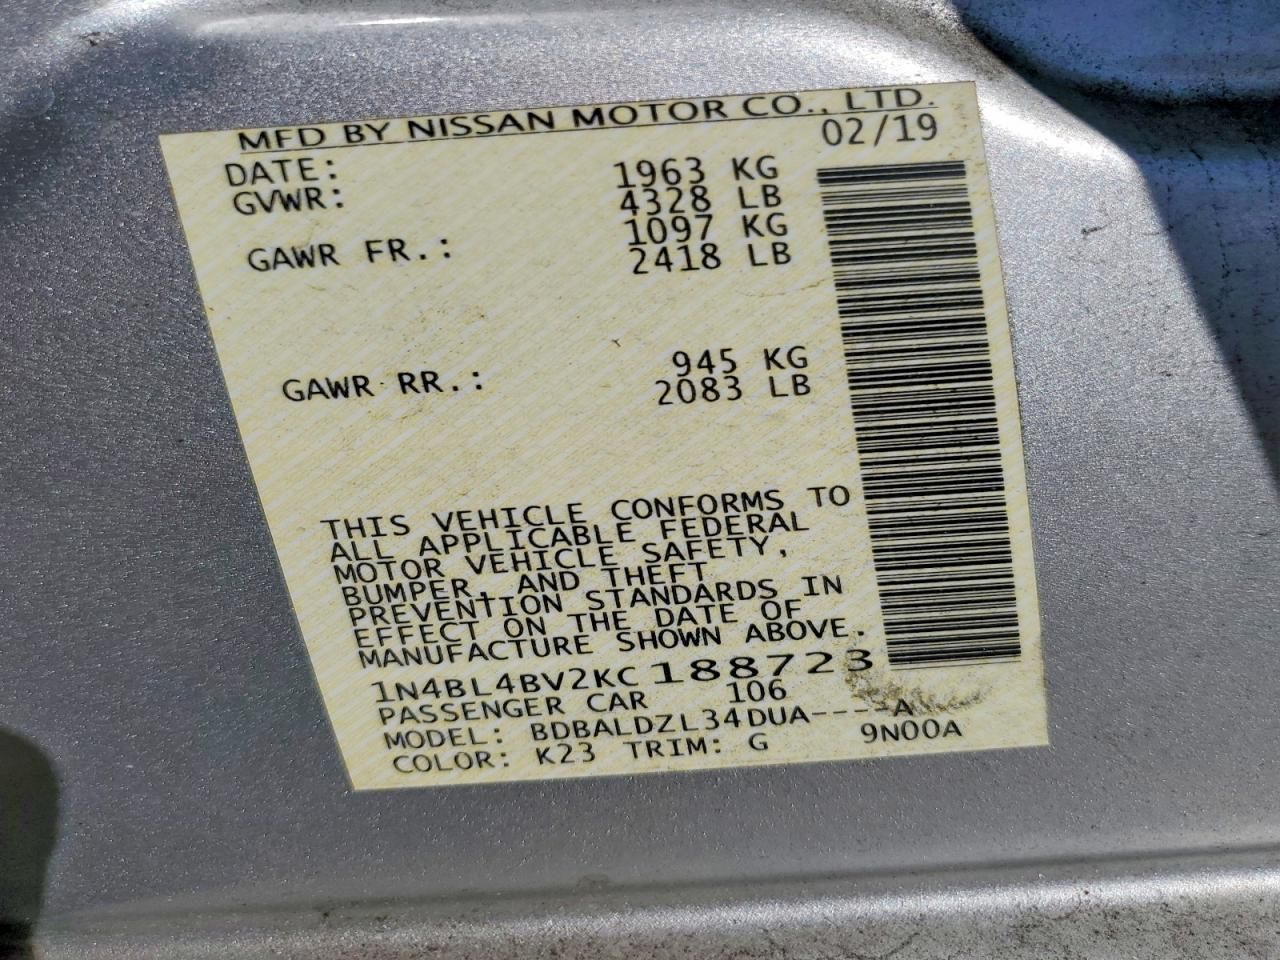 MFD BY NISSAN MOTOR CO., LTD.
DATE: 02/19
GVWR: 1963 KG
4328 LB
GAWR FR.: 1097 KG
2418 LB
GAWR RR.: 945 KG
2083 LB
THIS VEHICLE CONFORMS TO
ALL APPLICABLE FEDERAL
MOTOR VEHICLE SAFETY,
BUMPER, AND THEFT
PREVENTION STANDARDS IN
EFFECT ON THE DATE OF
MANUFACTURE SHOWN ABOVE.
1N4BL4BV2KC188723
PASSENGER CAR 106
MODEL: BDBALDZL34DUA----A
COLOR: K23 TRIM: G 9N00A